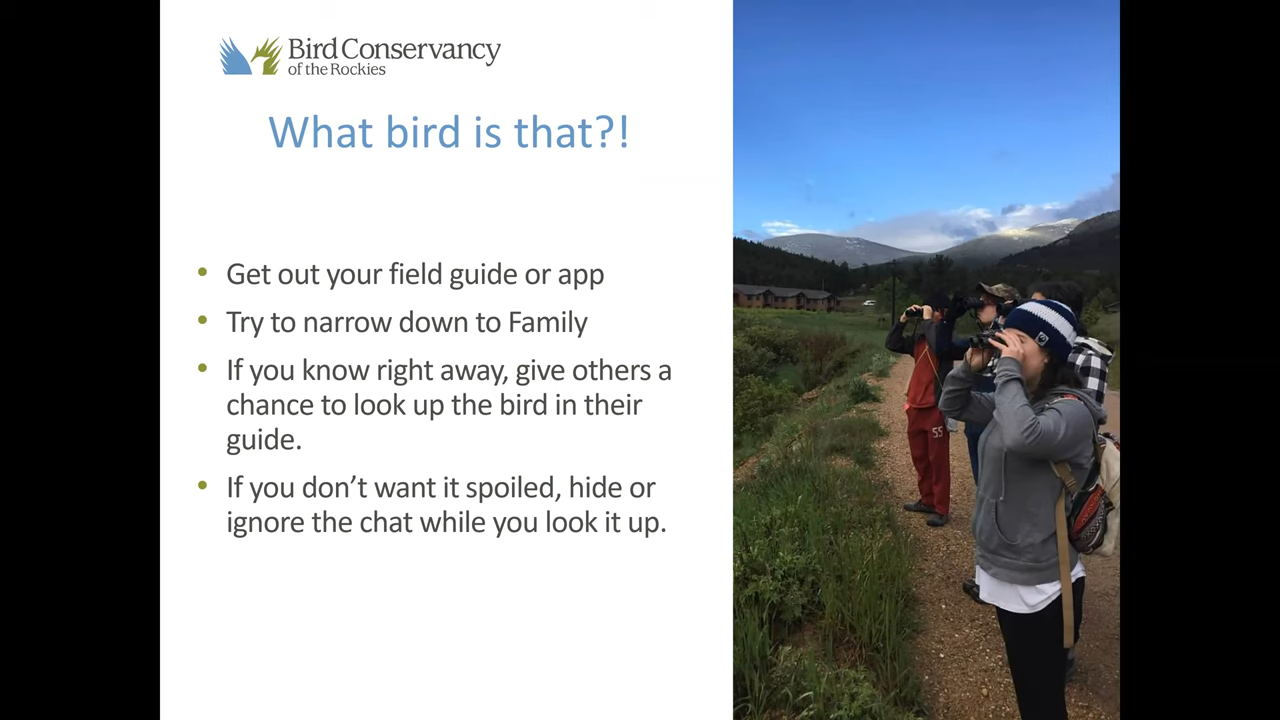 Bird Conservancy
of the Rockies
What bird is that?!
• Get out your field guide or app
• Try to narrow down to Family
• If you know right away, give others a
chance to look up the bird in their
guide.
• If you don’t want it spoiled, hide or
ignore the chat while you look it up.
55